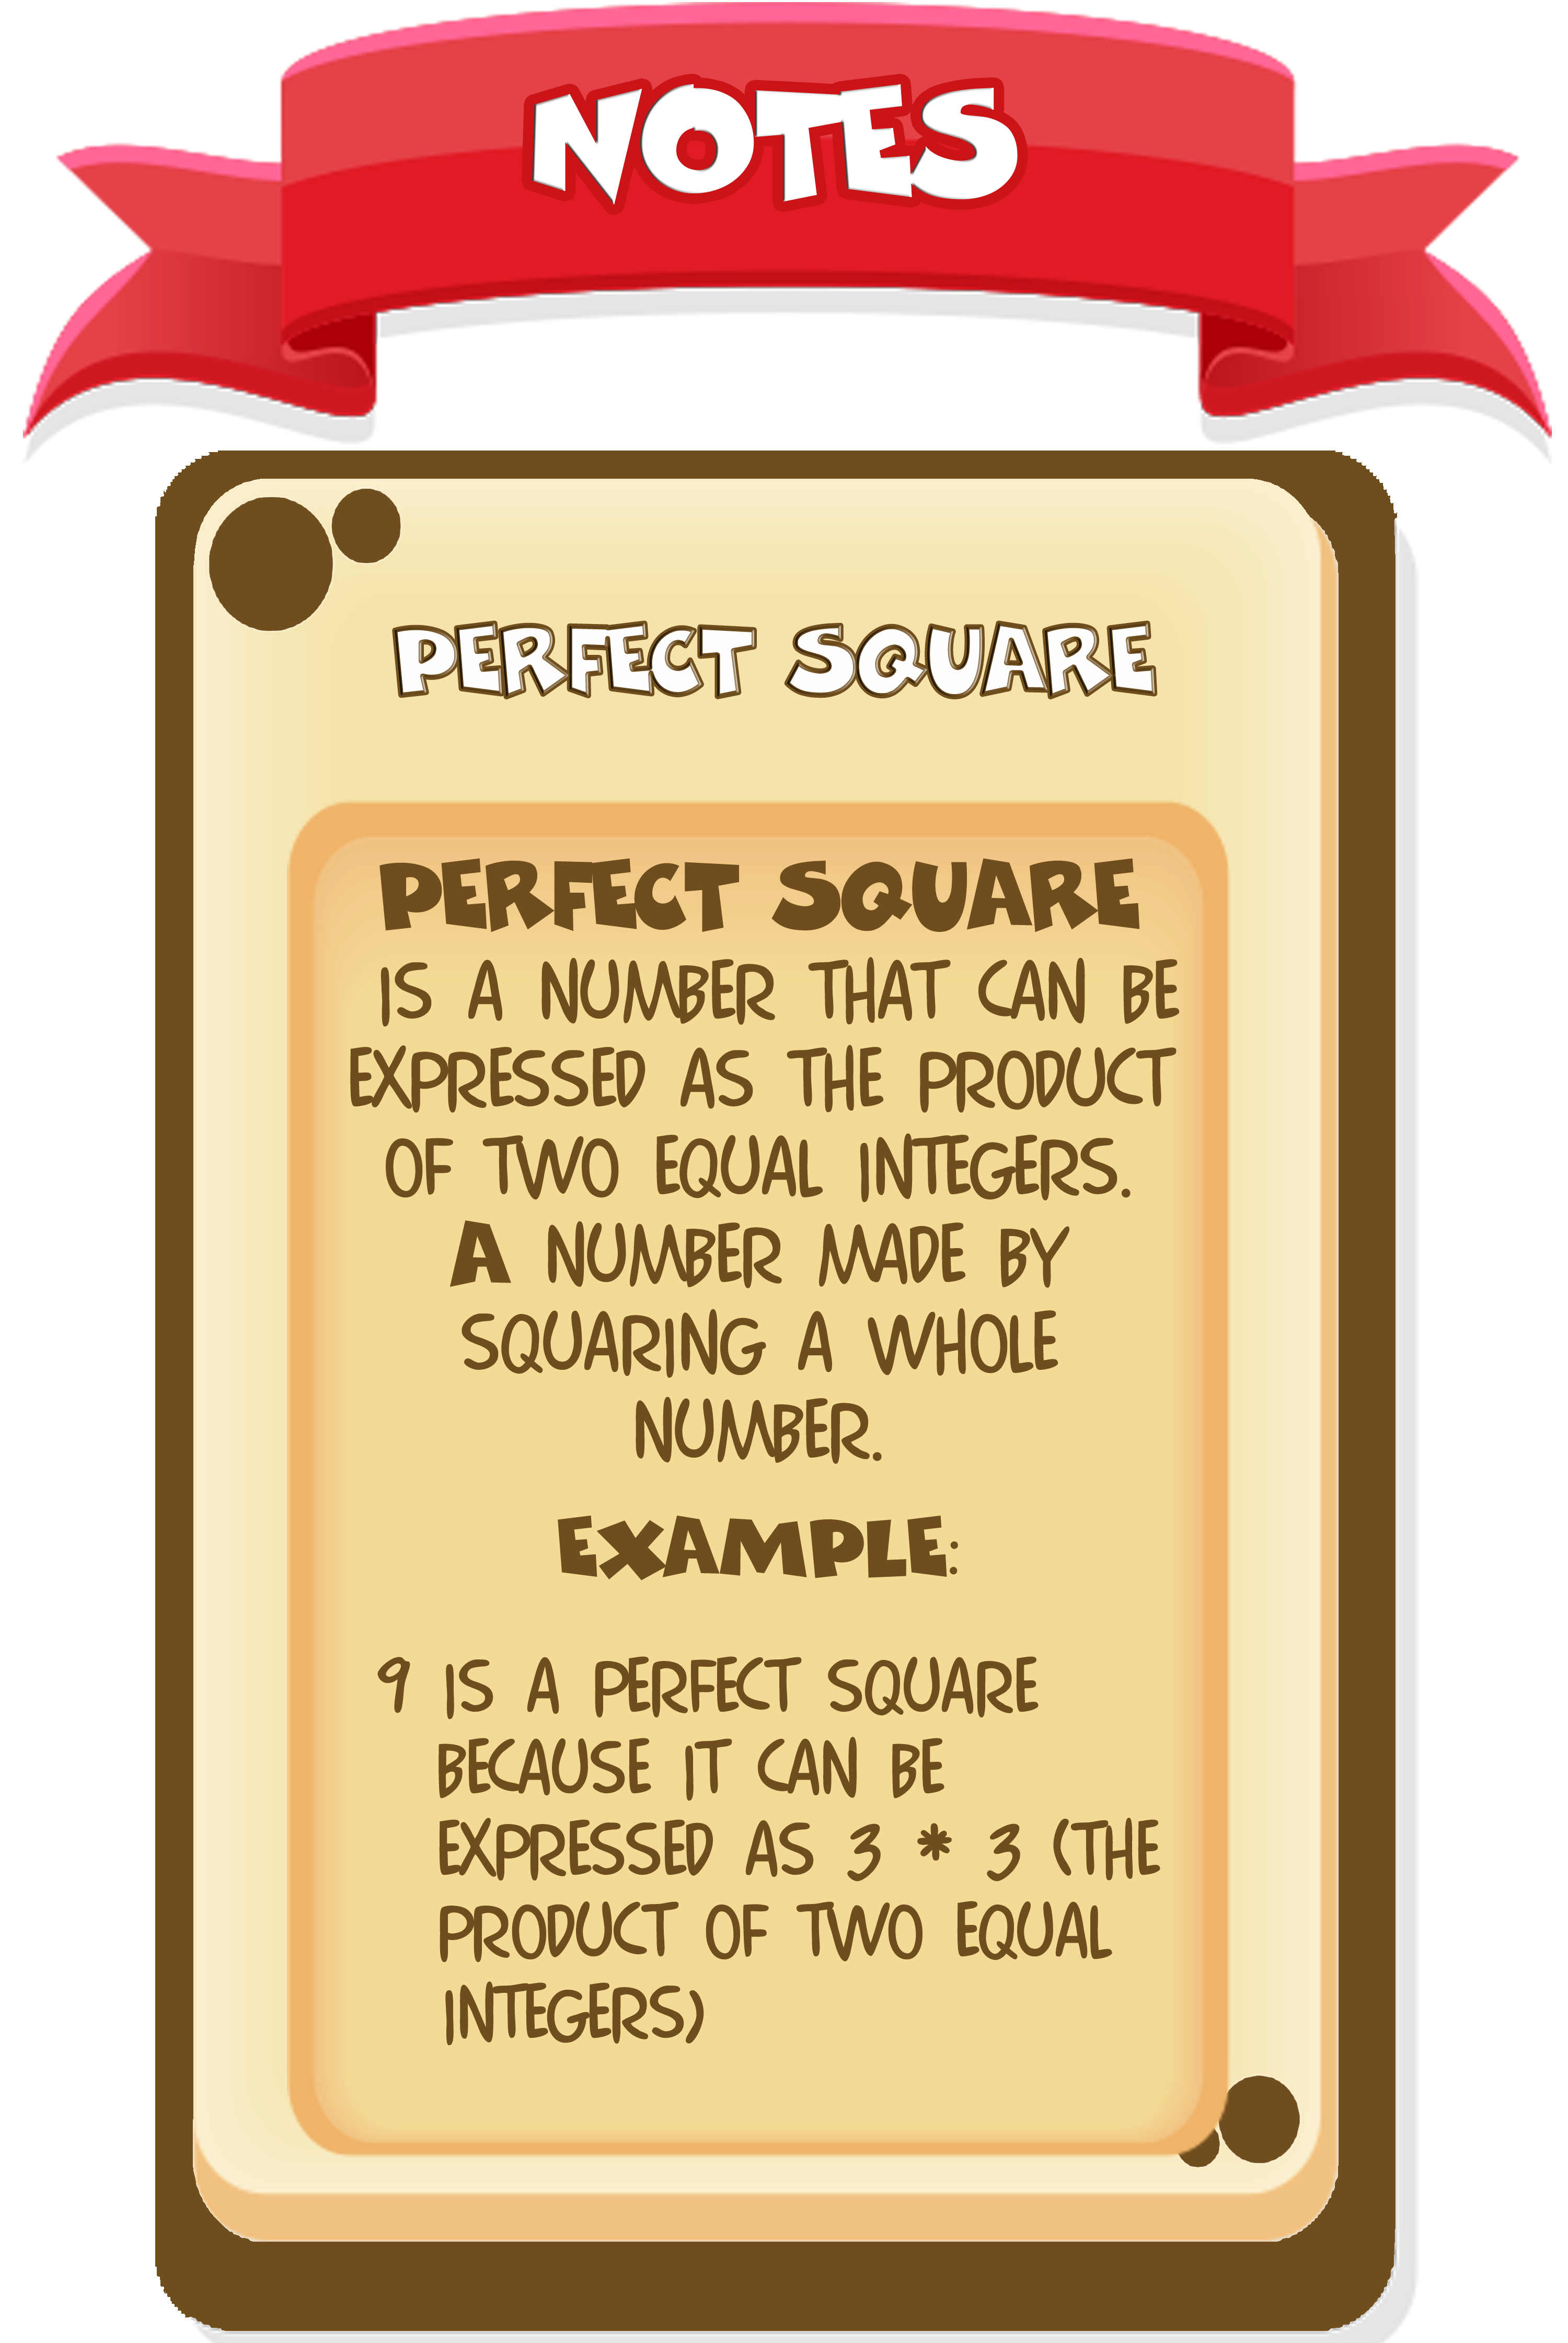 NOTES
PERFECT SQUARE
PERFECT SQUARE
IS A NUMBER THAT CAN BE
EXPRESSED AS THE PRODUCT
OF TWO EQUAL INTEGERS.
A NUMBER MADE BY
SQUARING A WHOLE
NUMBER.
EXAMPLE:
9 IS A PERFECT SQUARE
BECAUSE IT CAN BE
EXPRESSED AS 3 * 3 (THE
PRODUCT OF TWO EQUAL
INTEGERS)